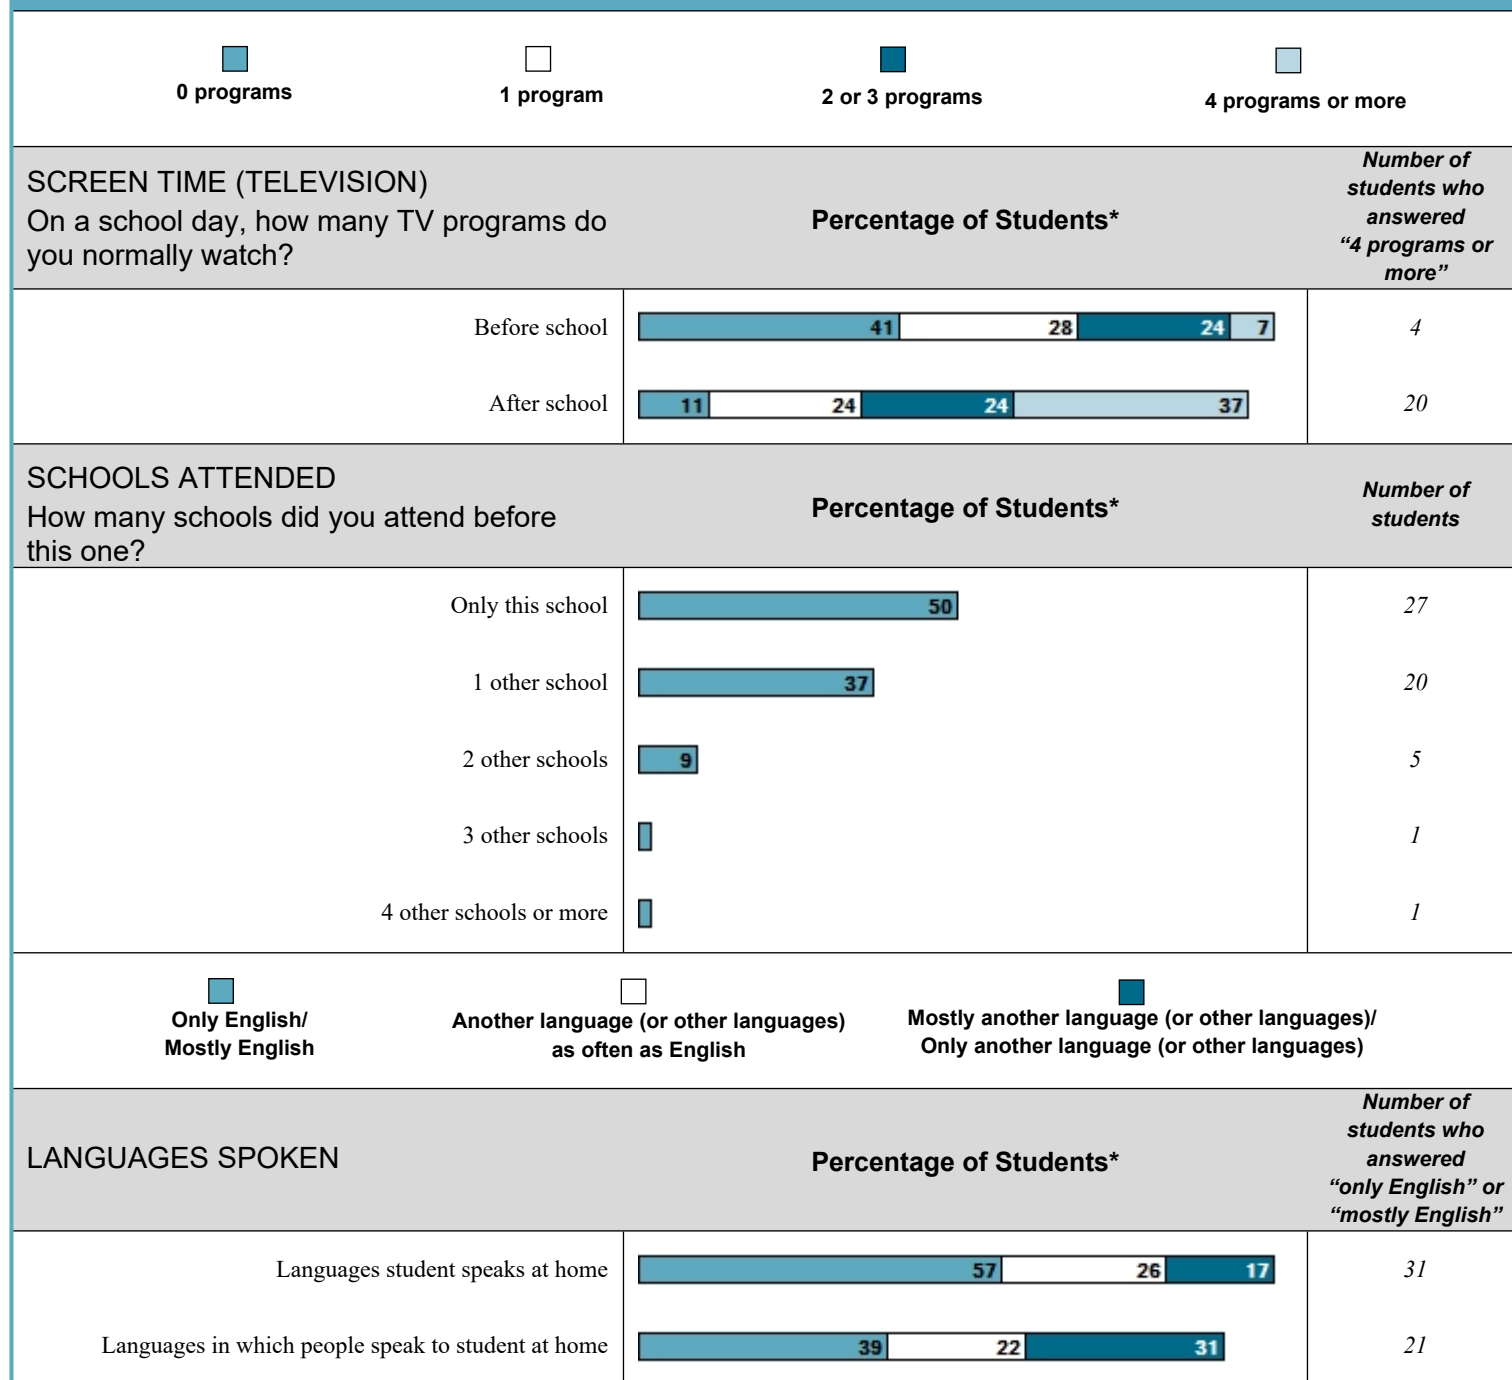 0 programs
1 program
2 or 3 programs
4 programs or more
SCREEN TIME (TELEVISION)
On a school day, how many TV programs do
you normally watch?
Percentage of Students*
Number of
students who
answered
“4 programs or
more”
Before school
41 28 24 7
4
After school
11 24 24 37
20
SCHOOLS ATTENDED
How many schools did you attend before
this one?
Percentage of Students*
Number of
students
Only this school
50
27
1 other school
37
20
2 other schools
9
5
3 other schools
1
4 other schools or more
1
Only English/
Mostly English
Another language (or other languages)
as often as English
Mostly another language (or other languages)/
Only another language (or other languages)
LANGUAGES SPOKEN
Percentage of Students*
Number of
students who
answered
“only English” or
“mostly English”
Languages student speaks at home
57 26 17
31
Languages in which people speak to student at home
39 22 31
21